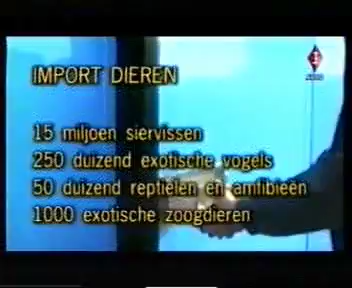 IMPORT DIEREN
15 miljoen siervissen
250 duizend exotische vogels
50 duizend reptielen en amfibieën
1000 exotische zoogdieren